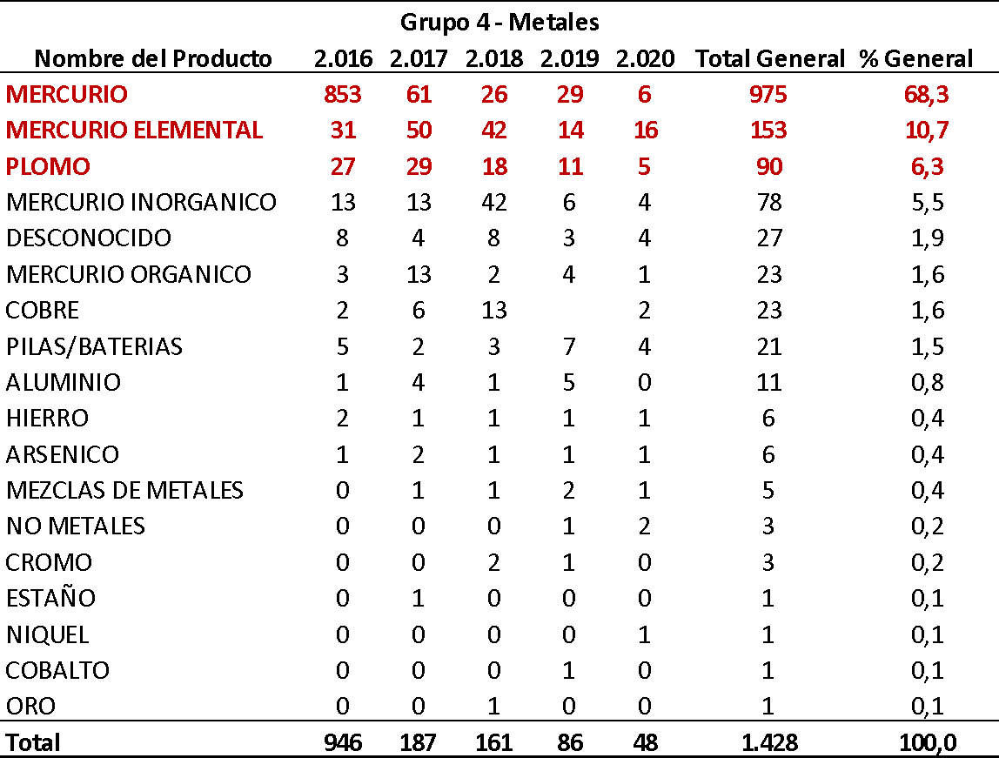 Grupo 4 - Metales
Nombre del Producto 2.016 2.017 2.018 2.019 2.020 Total General % General
MERCURIO 853 61 26 29 6 975 68,3
MERCURIO ELEMENTAL 31 50 42 14 16 153 10,7
PLOMO 27 29 18 11 5 90 6,3
MERCURIO INORGANICO 13 13 42 6 4 78 5,5
DESCONOCIDO 8 4 8 3 4 27 1,9
MERCURIO ORGANICO 3 13 2 4 1 23 1,6
COBRE 2 6 13 2 23 1,6
PILAS/BATERIAS 5 2 3 7 4 21 1,5
ALUMINIO 1 4 1 5 0 11 0,8
HIERRO 2 1 1 1 1 6 0,4
ARSENICO 1 2 1 1 1 6 0,4
MEZCLAS DE METALES 0 1 1 2 1 5 0,4
NO METALES 0 0 0 1 2 3 0,2
CROMO 0 0 2 1 0 3 0,2
ESTAÑO 0 1 0 0 0 1 0,1
NIQUEL 0 0 0 0 1 1 0,1
COBALTO 0 0 0 1 0 1 0,1
ORO 0 0 1 0 0 1 0,1
Total 946 187 161 86 48 1.428 100,0